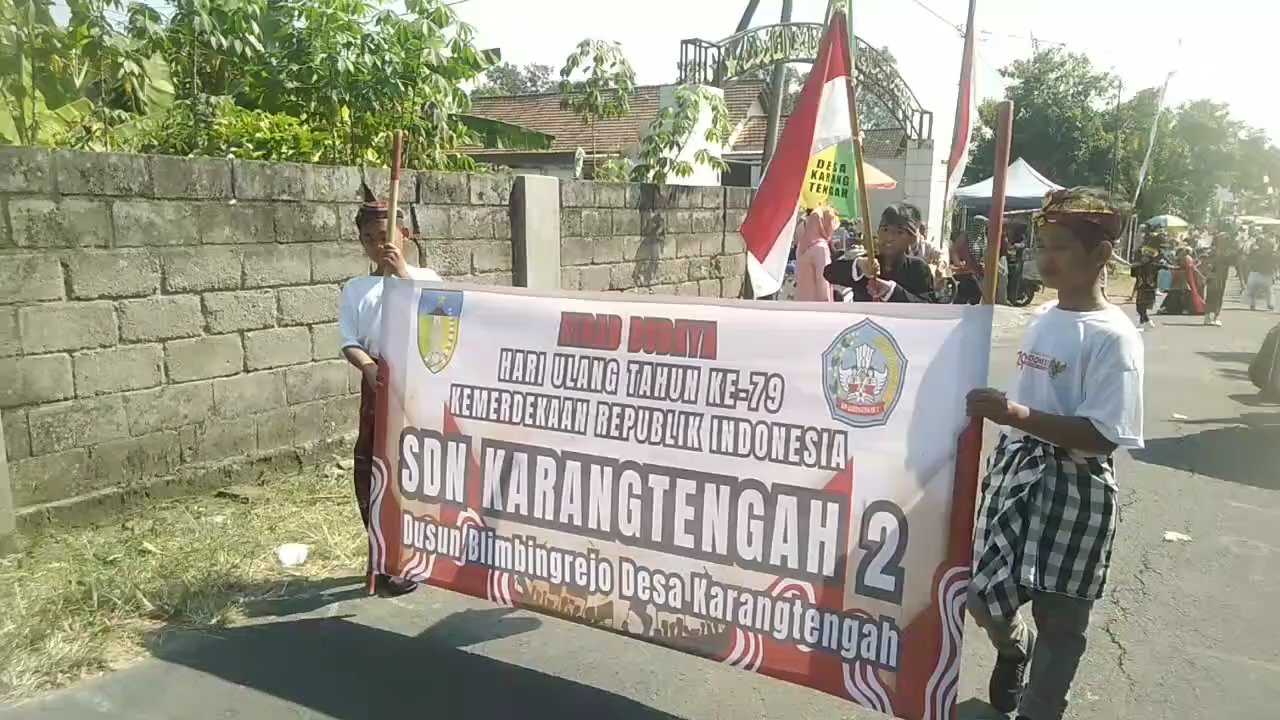 DESA
KARANG
TENGAH
KIRAB BUDAYA
HARI ULANG TAHUN KE-79
KEMERDEKAAN REPUBLIK INDONESIA
SDN KARANGTENGAH 2
Dusun Blimbingrejo Desa Karangtengah